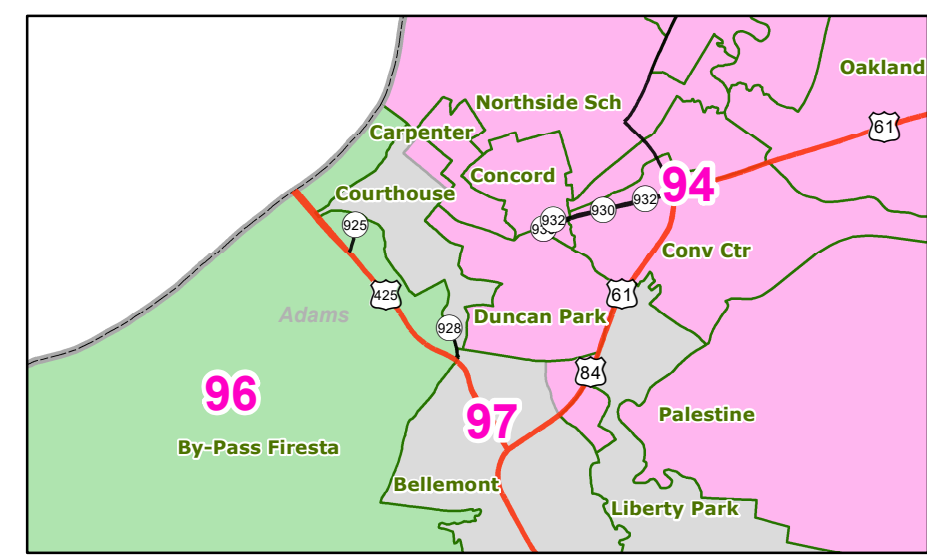 Oakland
Northside Sch
61
Carpenter
Concord
94
Courthouse
932
930
932
925
Conv Ctr
425
61
Adams
Duncan Park
928
84
96
97
Palestine
By-Pass Firesta
Bellemont
Liberty Park